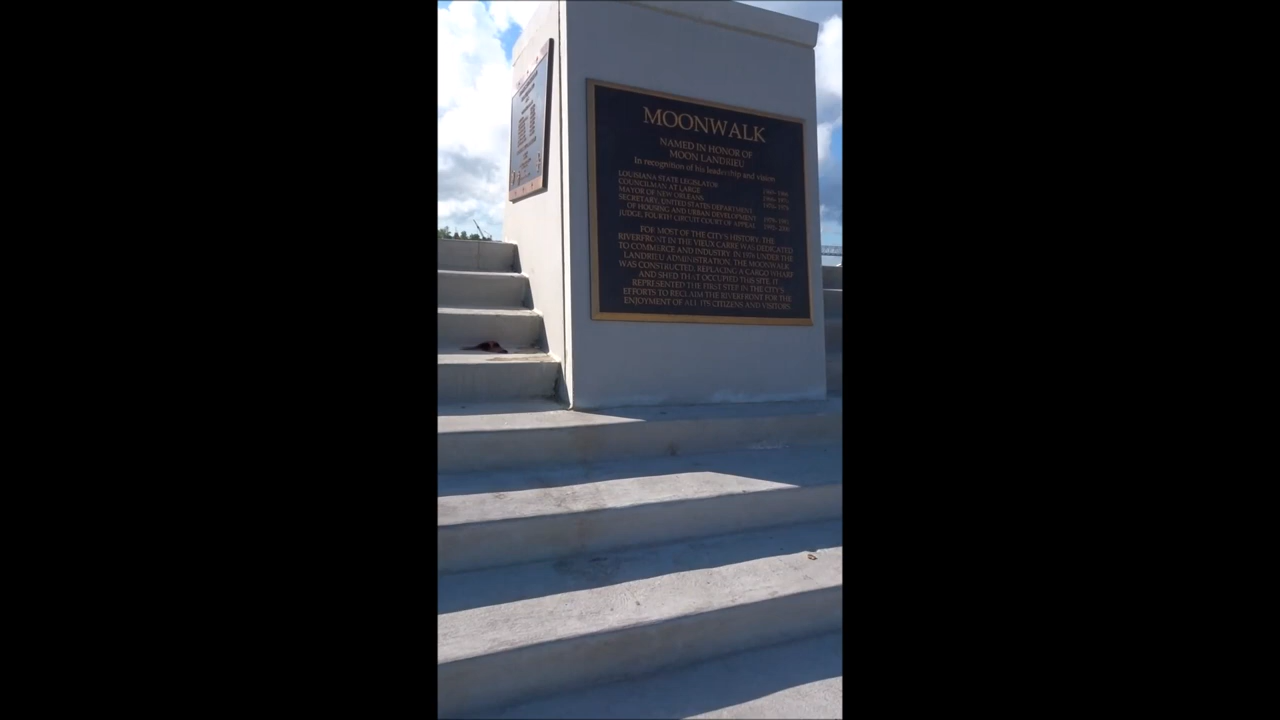 MOONWALK
NAMED IN HONOR OF
MOON LANDRIEU
In recognition of his leadership and vision
LOUISIANA STATE LEGISLATOR
COUNCILMAN AT LARGE
MAYOR OF NEW ORLEANS
SECRETARY, UNITED STATES DEPARTMENT
OF HOUSING AND URBAN DEVELOPMENT
JUDGE, FOURTH CIRCUIT COURT OF APPEAL
FOR MOST OF THE CITY'S HISTORY, THE
RIVERFRONT IN THE VIEUX CARRE WAS DEDICATED
TO COMMERCE AND INDUSTRY. IN 1976 UNDER THE
LANDRIEU ADMINISTRATION, THE MOONWALK
WAS CONSTRUCTED, REPLACING A CARGO WHARF
AND SHED THAT OCCUPIED THIS SITE. IT
REPRESENTED THE FIRST STEP IN THE CITY'S
EFFORTS TO RECLAIM THE RIVERFRONT FOR THE
ENJOYMENT OF ALL ITS CITIZENS AND VISITORS